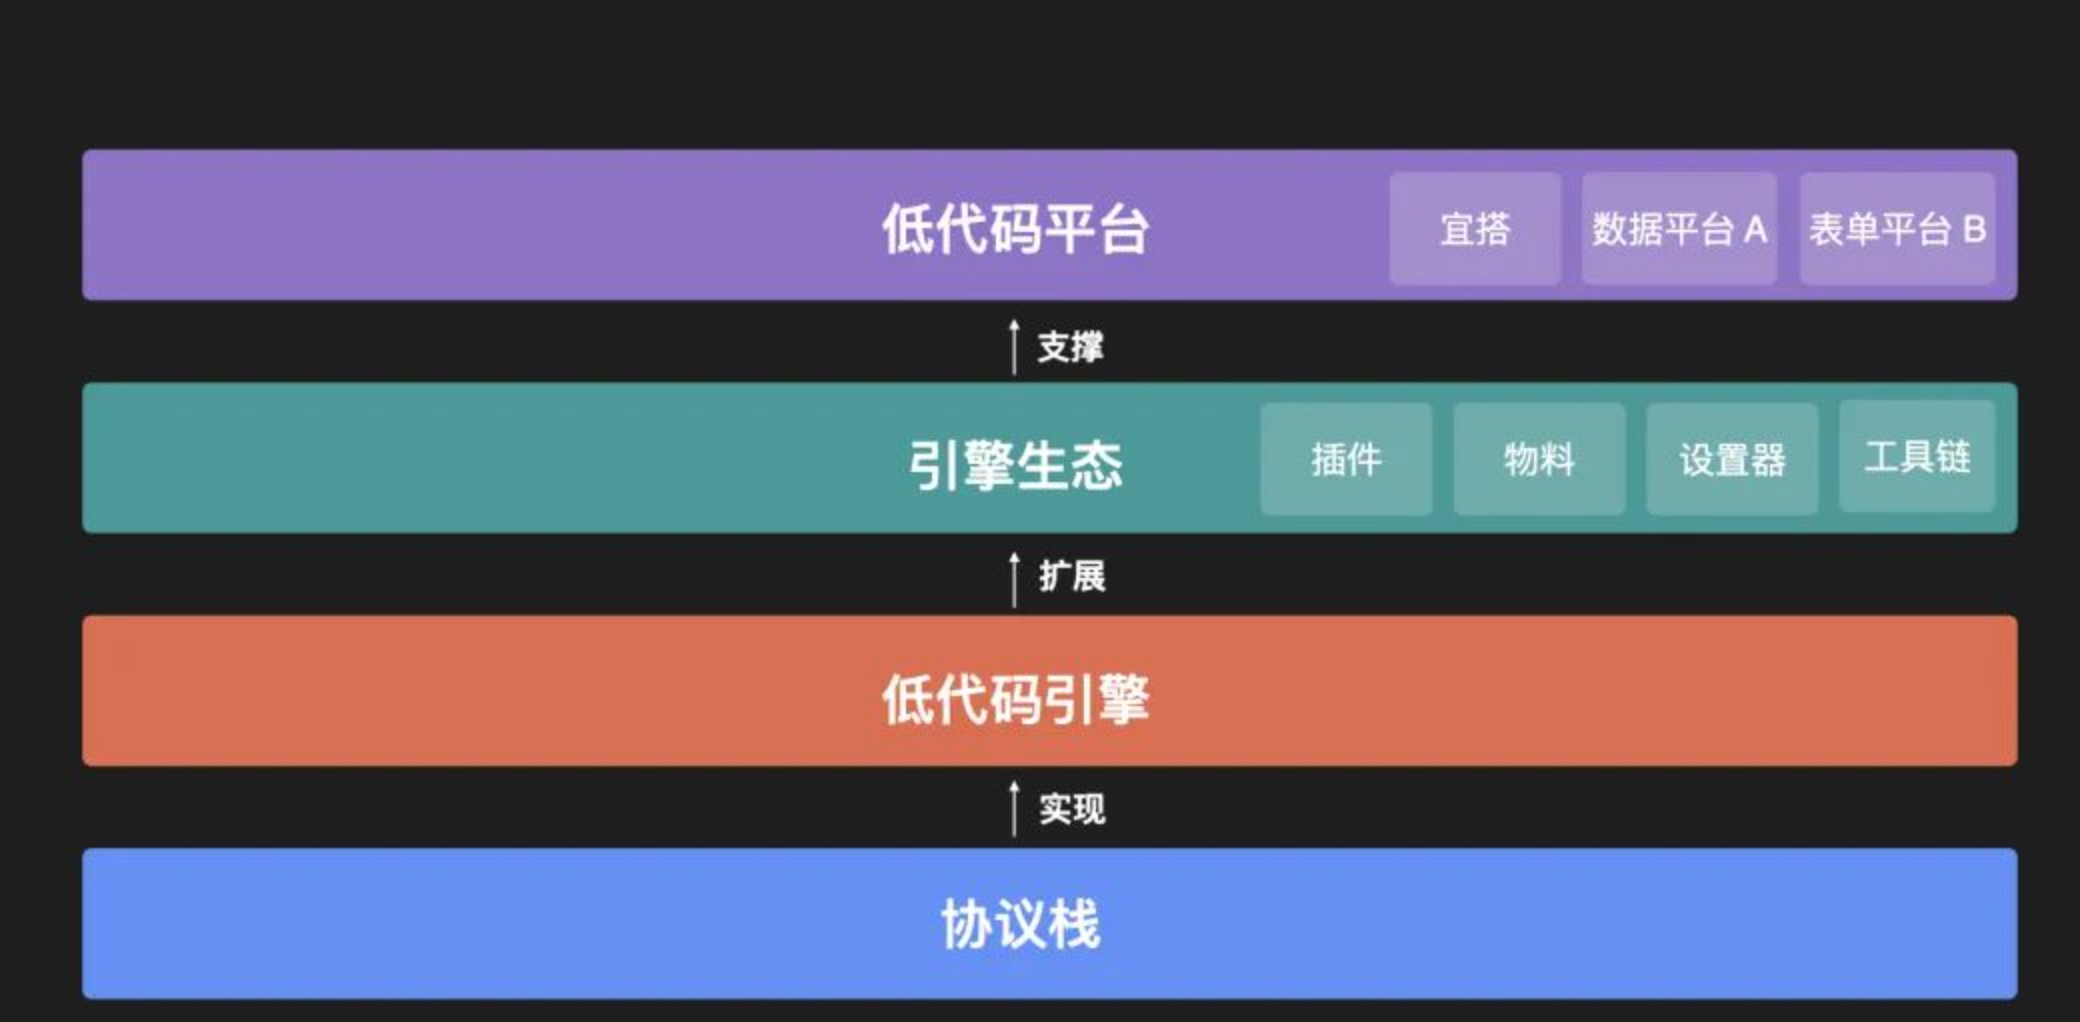 低代码平台
宜搭
数据平台 A
表单平台 B
支撑
引擎生态
插件
物料
设置器
工具链
扩展
低代码引擎
实现
协议栈